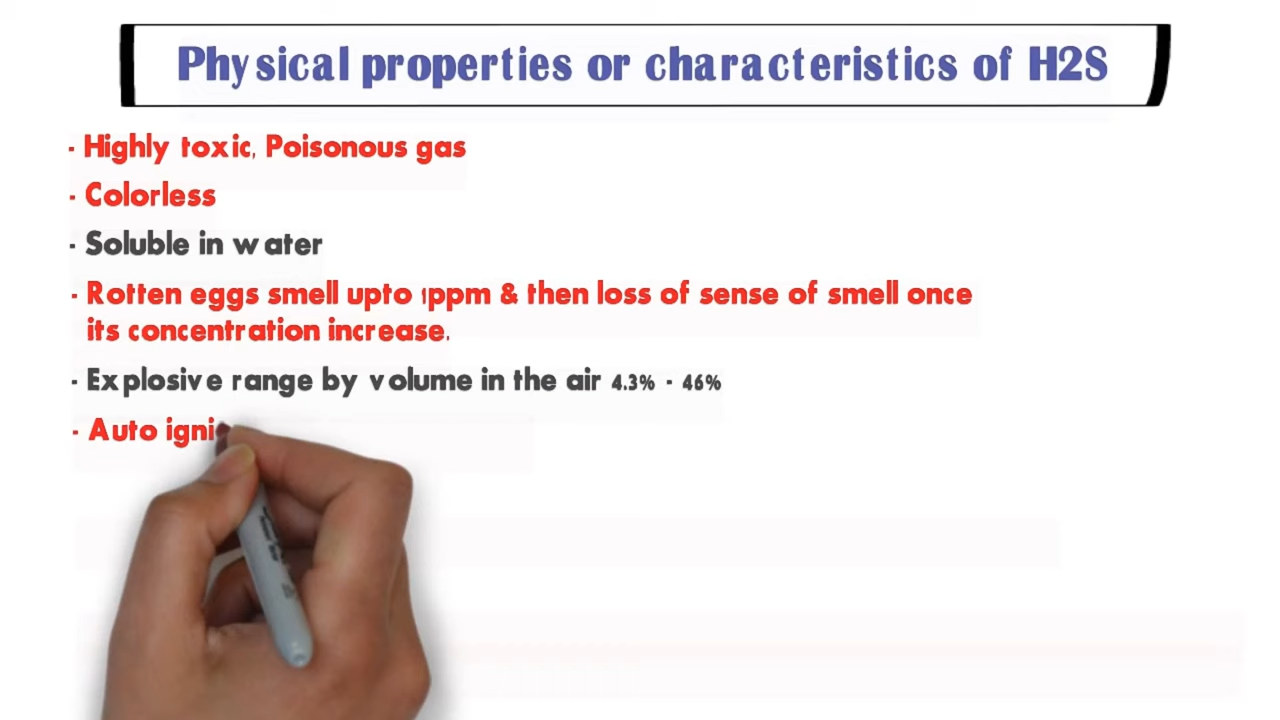 Physical properties or characteristics of H2S
- Highly toxic, Poisonous gas
- Colorless
- Soluble in water
- Rotten eggs smell upto 1ppm & then loss of sense of smell once
its concentration increase.
- Explosive range by volume in the air 4.3% - 46%
- Auto igni